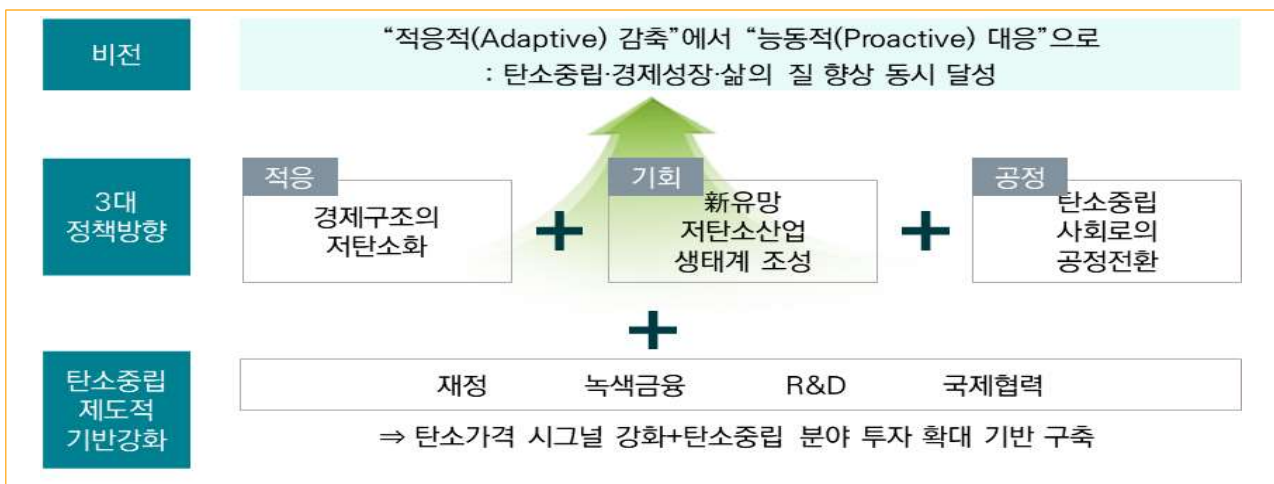 비전
“적응적(Adaptive) 감축”에서 “능동적(Proactive) 대응”으로
: 탄소중립·경제성장·삶의 질 향상 동시 달성
3대
정책방향
적응
경제구조의
저탄소화
+
기회
新유망
저탄소산업
생태계 조성
+
공정
탄소중립
사회로의
공정전환
+
탄소중립
제도적
기반강화
재정 녹색금융 R&D 국제협력
⇒ 탄소가격 시그널 강화+탄소중립 분야 투자 확대 기반 구축